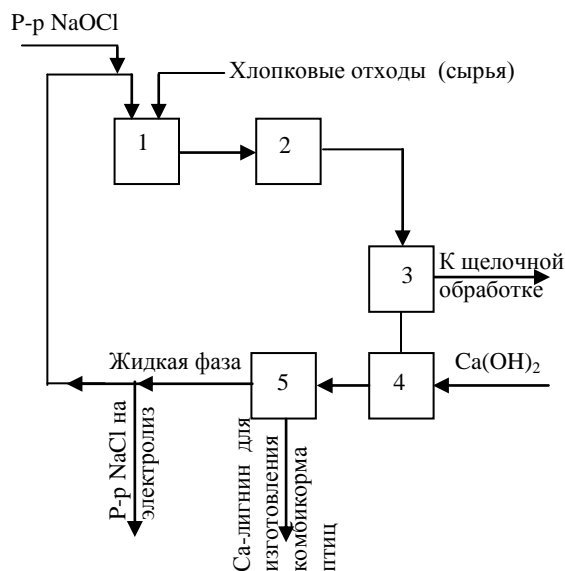 Р-р NaOCl
Хлопковые отходы (сырья)
1
2
3
К щелочной
обработке
Жидкая фаза
5
4
Ca(OH)2
Р-р NaCl на
электролиз
Са-лигнин для
изготовления
комбикорма
птиц